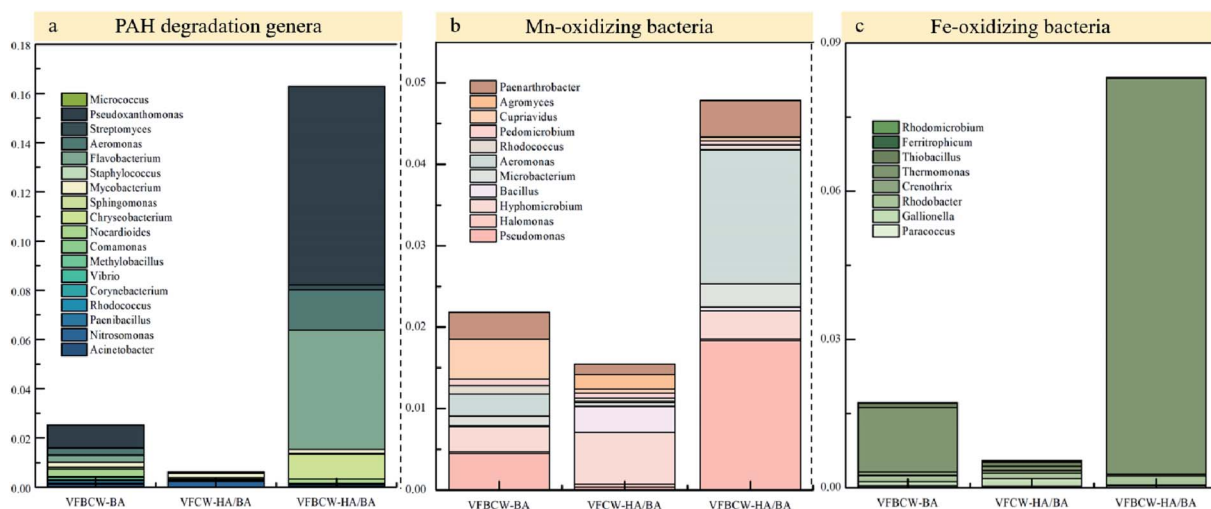 a PAH degradation genera
0.18
0.16
0.14
0.12
0.10
0.08
0.06
0.04
0.02
0.00
Micrococcus
Pseudoxanthomonas
Streptomyces
Aeromonas
Flavobacterium
Staphylococcus
Mycobacterium
Sphingomonas
Chryseobacterium
Nocardioides
Comamonas
Methylobacillus
Vibrio
Corynebacterium
Rhodococcus
Paenibacillus
Nitrosomonas
Acinetobacter
VFBCW-BA VFCW-HA/BA VFBCW-HA/BA
b Mn-oxidizing bacteria
0.05
0.04
0.03
0.02
0.01
0.00
Paenarthrobacter
Agromyces
Cupriavidus
Pedomicrobium
Rhodococcus
Aeromonas
Microbacterium
Bacillus
Hyphomicrobium
Halomonas
Pseudomonas
VFBCW-BA VFCW-HA/BA VFBCW-HA/BA
c Fe-oxidizing bacteria
0.09
0.06
0.03
0.00
Rhodomicrobium
Ferritrophicum
Thiobacillus
Thermomonas
Crenothrix
Rhodobacter
Gallionella
Paracoccus
VFBCW-BA VFCW-HA/BA VFBCW-HA/BA